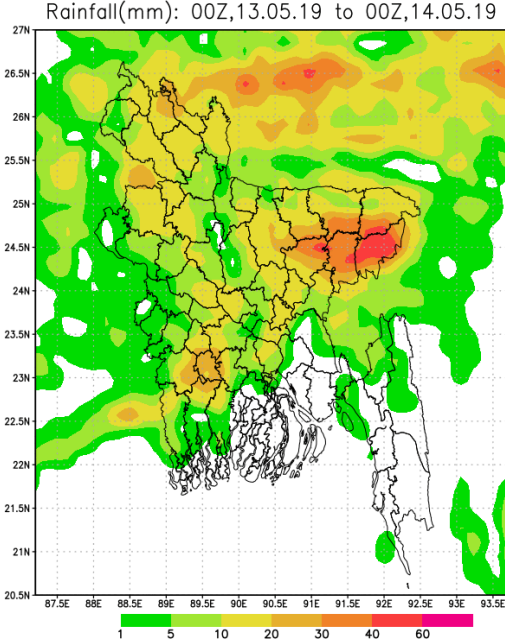 Rainfall(mm): 00Z,13.05.19 to 00Z,14.05.19
27N
26.5N
26N
25.5N
25N
24.5N
24N
23.5N
23N
22.5N
22N
21.5N
21N
20.5N
87.5E 88E 88.5E 89E 89.5E 90E 90.5E 91E 91.5E 92E 92.5E 93E 93.5E
1 5 10 20 30 40 60